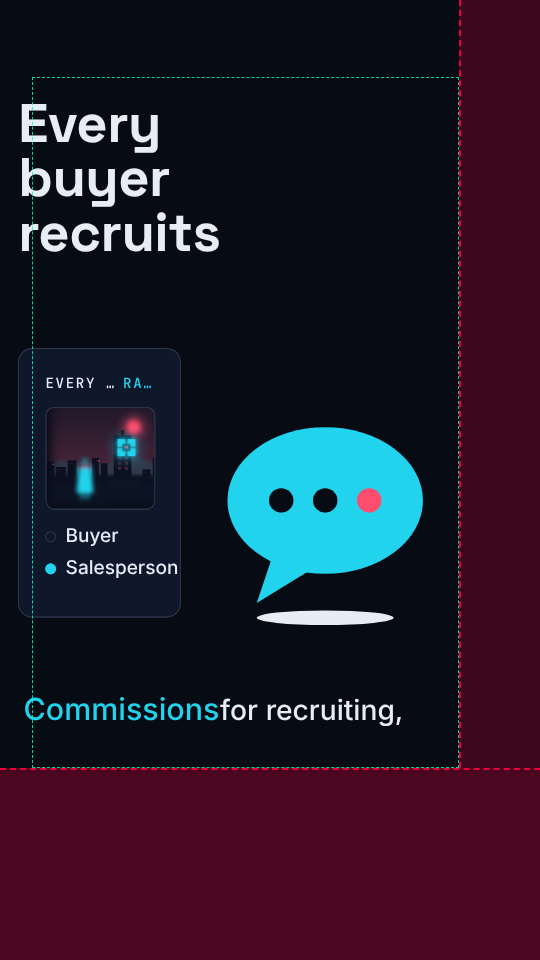 Every
buyer
recruits
EVERY … RA…
Buyer
Salesperson
Commissionsfor recruiting,